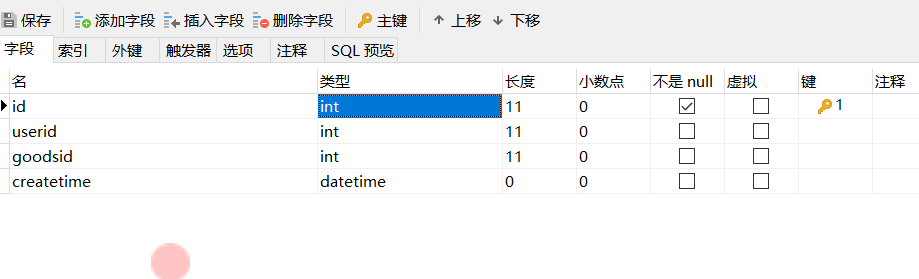 保存 添加字段 插入字段 删除字段 主键 上移 下移
字段 索引 外键 触发器 选项 注释 SQL 预览
名 类型 长度 小数点 不是 null 虚拟 键 注释
id int 11 0 1
userid int 11 0
goodsid int 11 0
createtime datetime 0 0